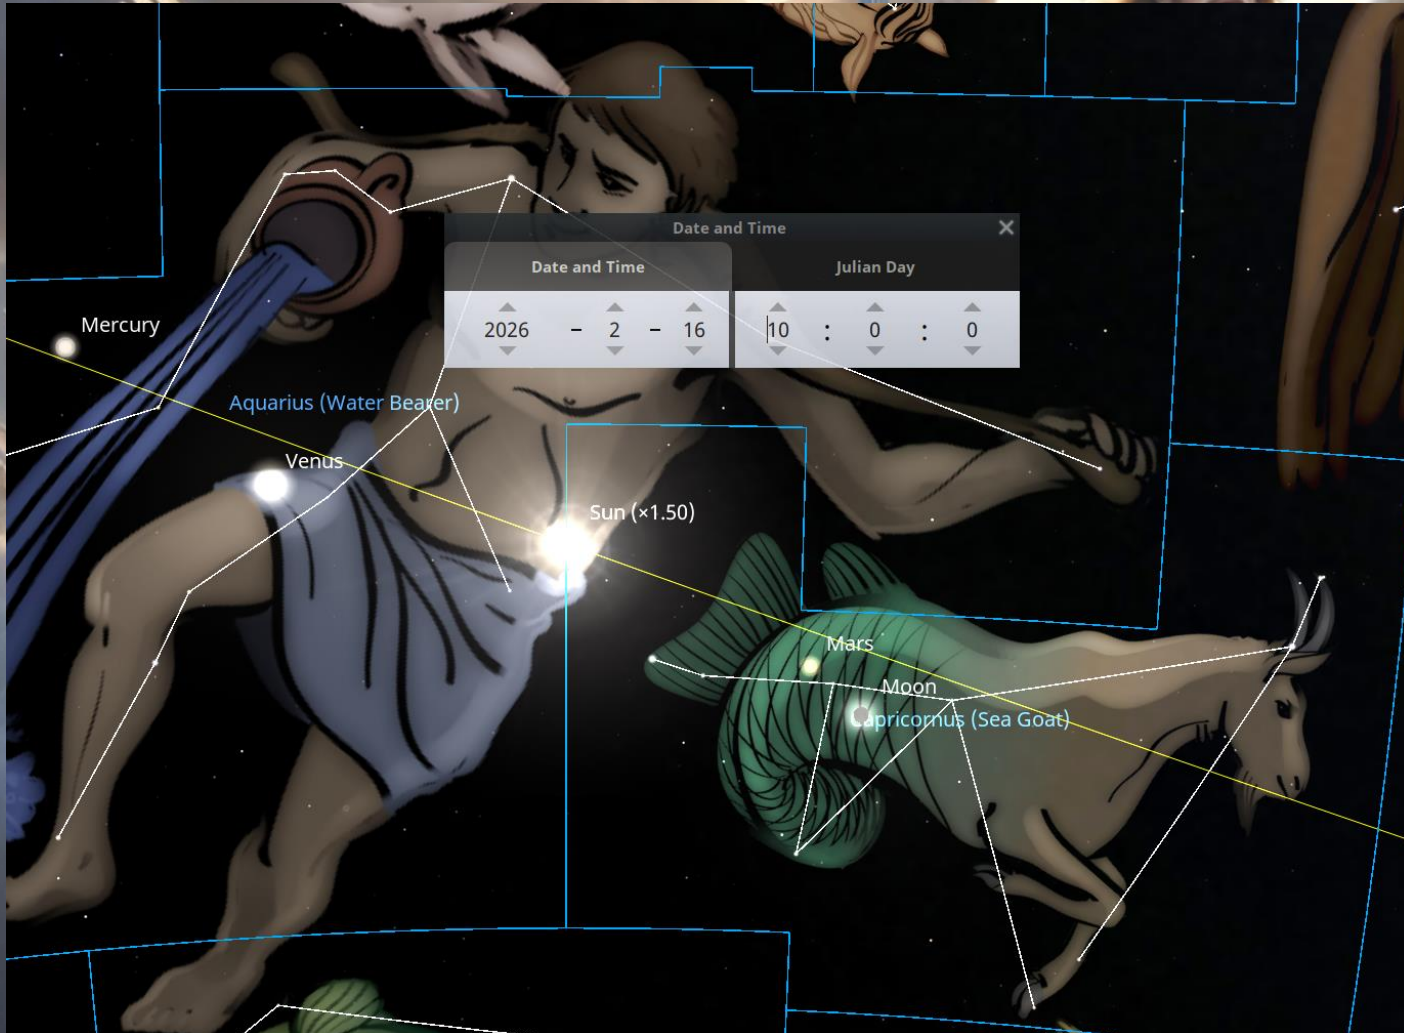 Date and Time
Date and Time
Julian Day
2026 - 2 - 16
10 : 0 : 0
Mercury
Aquarius (Water Bearer)
Venus
Sun (×1.50)
Mars
Moon
Capricornus (Sea Goat)